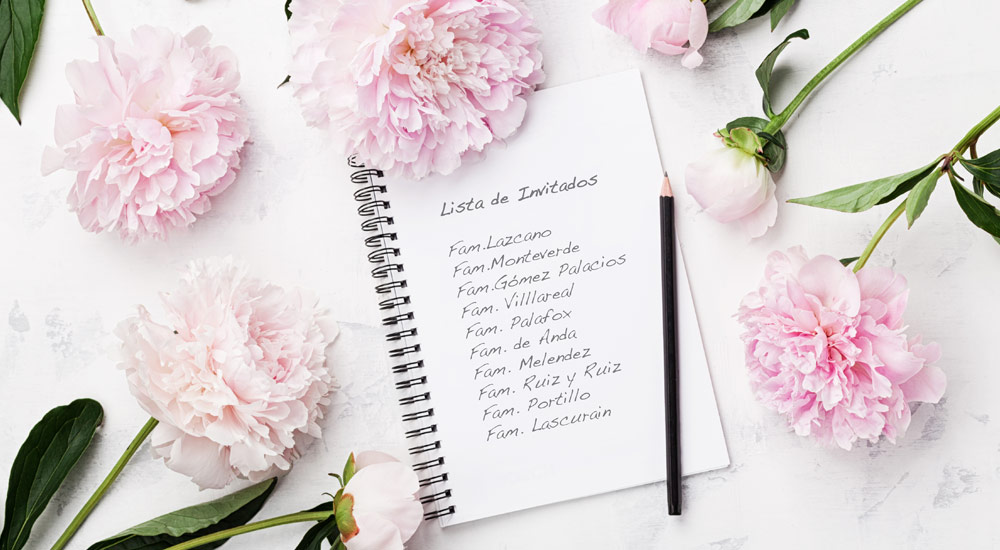 Lista de Invitados
Fam.Lazcano
Fam.Monteverde
Fam.Gómez Palacios
Fam. Villlareal
Fam. Palafox
Fam. de Anda
Fam. Melendez
Fam. Ruiz y Ruiz
Fam. Portillo
Fam. Lascurain